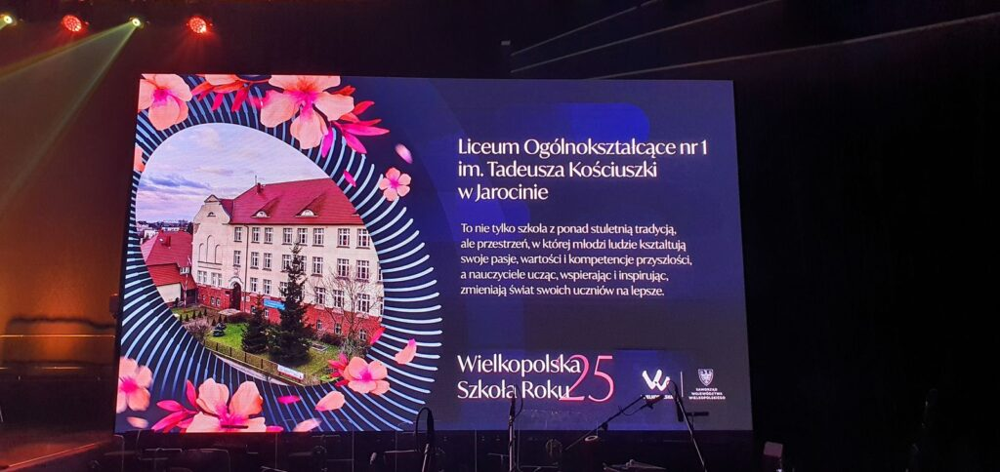 Liceum Ogólnokształcące nr 1
im. Tadeusza Kościuszki
w Jarocinie
To nie tylko szkoła z ponad stuletnią tradycją,
ale przestrzeń, w której młodzi ludzie kształtują
swoje pasje, wartości i kompetencje przyszłości,
a nauczyciele ucząc, wspierając i inspirując,
zmieniają świat swoich uczniów na lepsze.
Wielkopolska
Szkoła Roku 25
SAMORZĄD
WOJEWÓDZTWA
WIELKOPOLSKIEGO